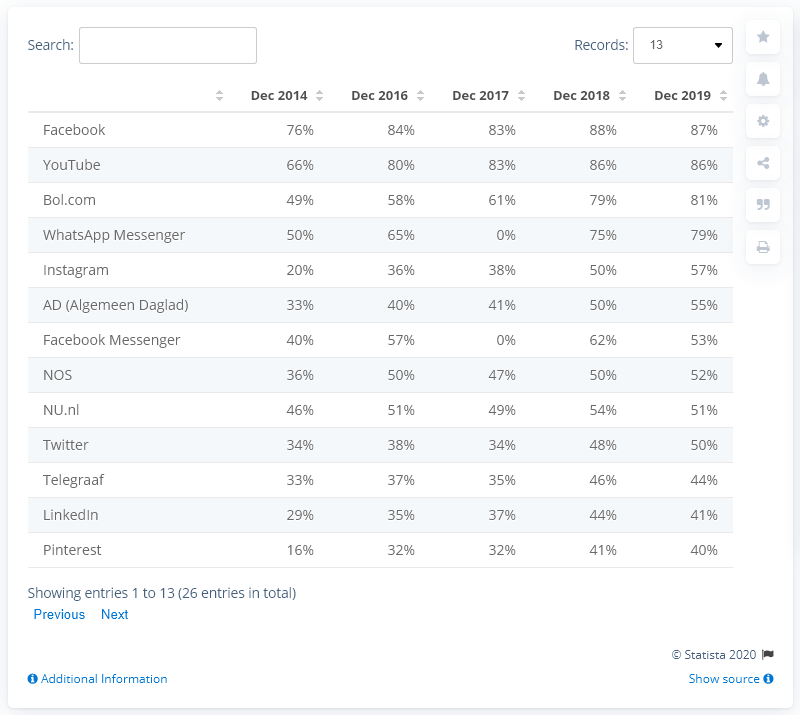 Search: Records: 13
Dec 2014 Dec 2016 Dec 2017 Dec 2018 Dec 2019
Facebook 76% 84% 83% 88% 87%
YouTube 66% 80% 83% 86% 86%
Bol.com 49% 58% 61% 79% 81%
WhatsApp Messenger 50% 65% 0% 75% 79%
Instagram 20% 36% 38% 50% 57%
AD (Algemeen Daglad) 33% 40% 41% 50% 55%
Facebook Messenger 40% 57% 0% 62% 53%
NOS 36% 50% 47% 50% 52%
NU.nl 46% 51% 49% 54% 51%
Twitter 34% 38% 34% 48% 50%
Telegraaf 33% 37% 35% 46% 44%
LinkedIn 29% 35% 37% 44% 41%
Pinterest 16% 32% 32% 41% 40%
Showing entries 1 to 13 (26 entries in total)
Previous Next
© Statista 2020
Additional Information Show source